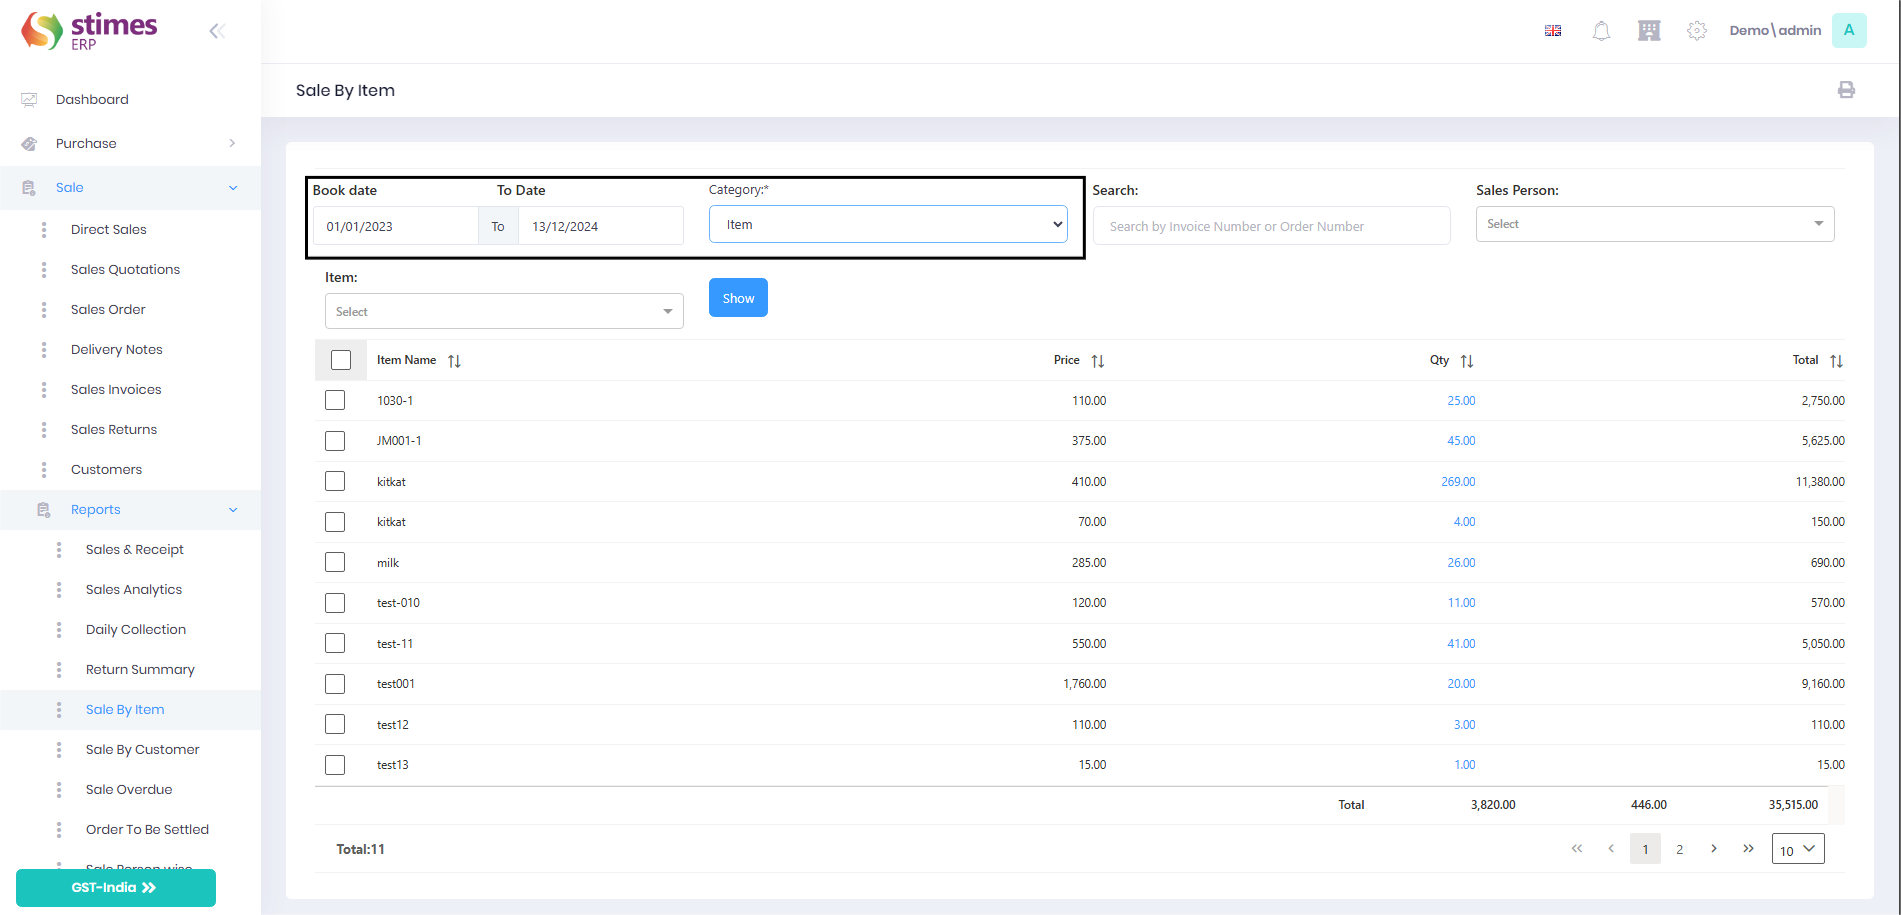 stimes
ERP
Demo\admin
A
Dashboard
Purchase
Sale
Direct Sales
Sales Quotations
Sales Order
Delivery Notes
Sales Invoices
Sales Returns
Customers
Reports
Sales & Receipt
Sales Analytics
Daily Collection
Return Summary
Sale By Item
Sale By Customer
Sale Overdue
Order To Be Settled
Sale Person wise
GST-India
Sale By Item
Book date To Date Category:* Search: Sales Person:
01/01/2023 To 13/12/2024 Item Search by Invoice Number or Order Number Select
Item:
Select Show
Item Name Price Qty Total
1030-1 110.00 25.00 2,750.00
JM001-1 375.00 45.00 5,625.00
kitkat 410.00 269.00 11,380.00
kitkat 70.00 4.00 150.00
milk 285.00 26.00 690.00
test-010 120.00 11.00 570.00
test-11 550.00 41.00 5,050.00
test001 1,760.00 20.00 9,160.00
test12 110.00 3.00 110.00
test13 15.00 1.00 15.00
Total 3,820.00 446.00 35,515.00
Total:11 1 2 10